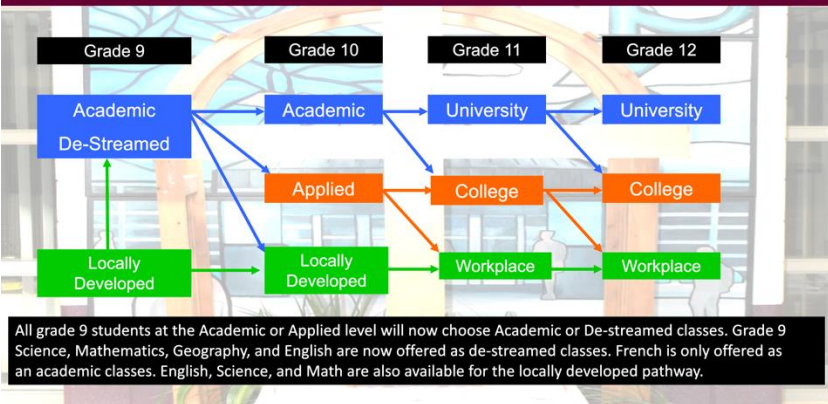 Grade 9
Grade 10
Grade 11
Grade 12
Academic
De-Streamed
Academic
University
University
Applied
College
College
Locally
Developed
Locally
Developed
Workplace
Workplace
All grade 9 students at the Academic or Applied level will now choose Academic or De-streamed classes. Grade 9
Science, Mathematics, Geography, and English are now offered as de-streamed classes. French is only offered as
an academic classes. English, Science, and Math are also available for the locally developed pathway.